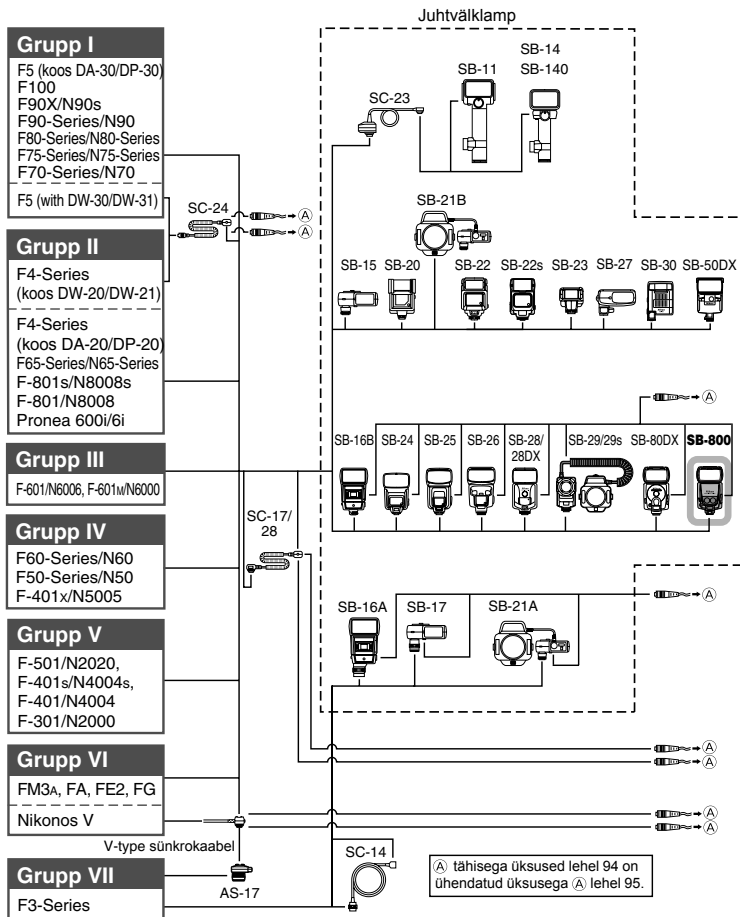 Juhtvälklamp
Grupp I
F5 (koos DA-30/DP-30)
F100
F90X/N90s
F90-Series/N90
F80-Series/N80-Series
F75-Series/N75-Series
F70-Series/N70
F5 (with DW-30/DW-31)
SC-24
A
A
SC-23
SB-11
SB-14
SB-140
SB-21B
SB-15
SB-20
SB-22
SB-22s
SB-23
SB-27
SB-30
SB-50DX
Grupp II
F4-Series
(koos DW-20/DW-21)
F4-Series
(koos DA-20/DP-20)
F65-Series/N65-Series
F-801s/N8008s
F-801/N8008
Pronea 600i/6i
A
SB-16B
SB-24
SB-25
SB-26
SB-28/
28DX
SB-29/29s
SB-80DX
SB-800
Grupp III
F-601/N6006, F-601M/N6000
SC-17/
28
Grupp IV
F60-Series/N60
F50-Series/N50
F-401x/N5005
SB-16A
SB-17
SB-21A
A
Grupp V
F-501/N2020,
F-401s/N4004s,
F-401/N4004
F-301/N2000
A
A
Grupp VI
FM3A, FA, FE2, FG
Nikonos V
A
A
V-type sünkrokaabel
AS-17
SC-14
Grupp VII
F3-Series
A tähisega üksused lehel 94 on
ühendatud üksusega A lehel 95.